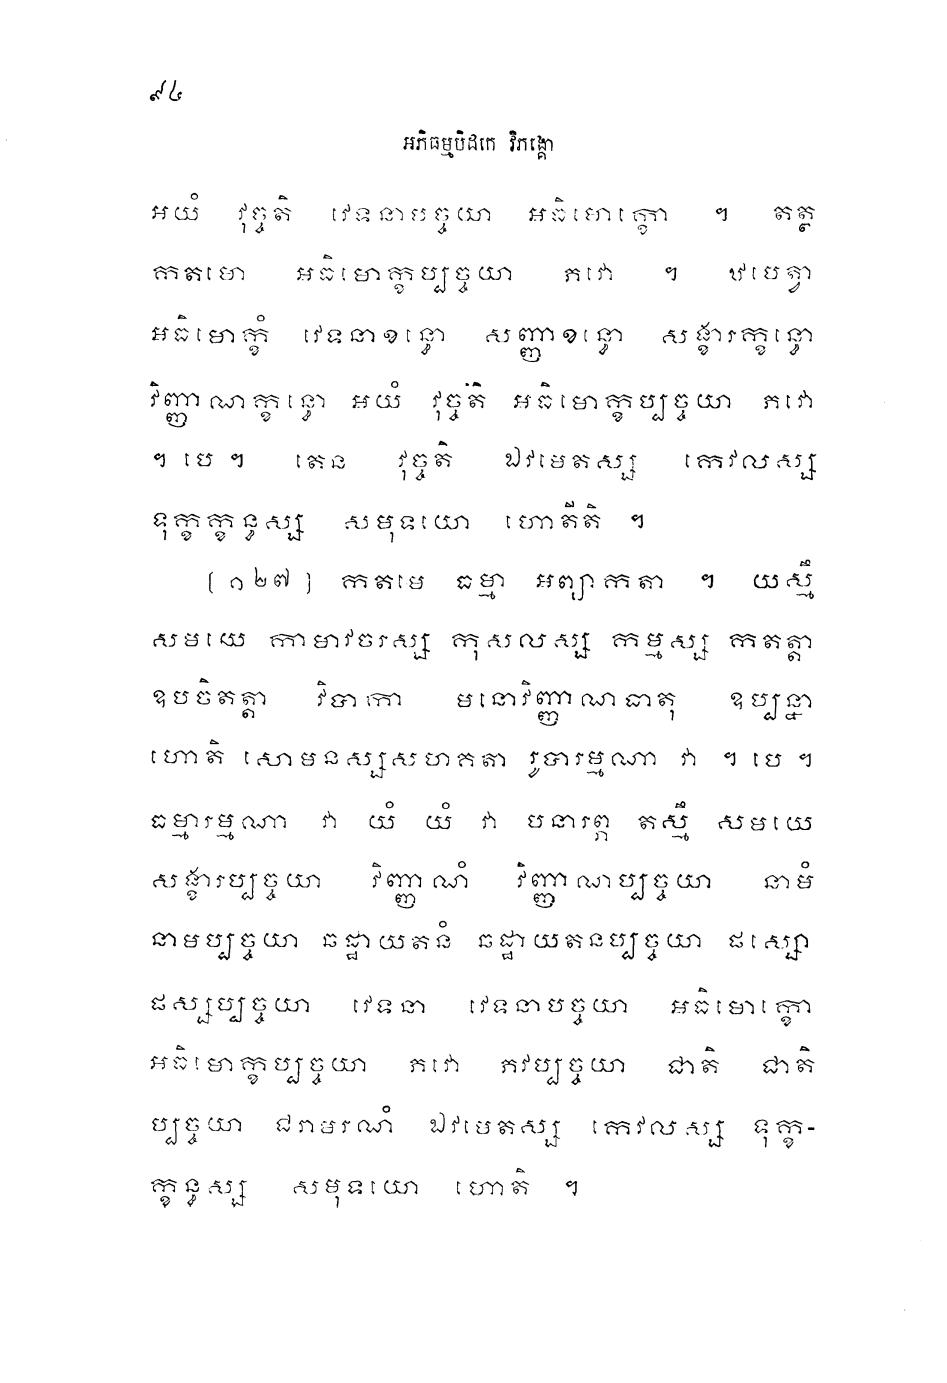 ៩៤
អភិធម្មបិដកេ វិភង្គោ
អយំ វុច្ចតិ វេទនាបច្ចយា អធិមោក្ខោ ។ តត្ថ
កតមោ អធិមោក្ខប្បច្ចយា ភវោ ។ ឋបេត្វា
អធិមោក្ខំ វេទនាខន្ធោ សញ្ញាខន្ធោ សង្ខារក្ខន្ធោ
វិញ្ញាណក្ខន្ធោ អយំ វុច្ចតិ អធិមោក្ខប្បច្ចយា ភវោ
។ បេ ។ តេន វុច្ចតិ ឯវមេតស្ស កេវលស្ស
ទុក្ខក្ខន្ធស្ស សមុទយោ ហោតីតិ ។
(១២៧) កតមេ ធម្មា អព្យាកតា ។ យស្មឹ
សមយេ កាមាវចរស្ស កុសលស្ស កម្មស្ស កតត្តា
ឧបចិតត្តា វិបាកោ មនោវិញ្ញាណធាតុ ឧប្បន្នា
ហោតិ សោមនស្សសហគតា រូបារម្មណា វា ។ បេ ។
ធម្មារម្មណា វា យំ យំ វា បនារព្ភ តស្មឹ សមយេ
សង្ខារប្បច្ចយា វិញ្ញាណំ វិញ្ញាណប្បច្ចយា នាមំ
នាមប្បច្ចយា ឆដ្ឋាយតនំ ឆដ្ឋាយតនប្បច្ចយា ផស្សោ
ផស្សប្បច្ចយា វេទនា វេទនាបច្ចយា អធិមោក្ខោ
អធិមោក្ខប្បច្ចយា ភវោ ភវប្បច្ចយា ជាតិ ជាតិ
ប្បច្ចយា ជរាមរណំ ឯវមេតស្ស កេវលស្ស ទុក្ខ-
ក្ខន្ធស្ស សមុទយោ ហោតិ ។